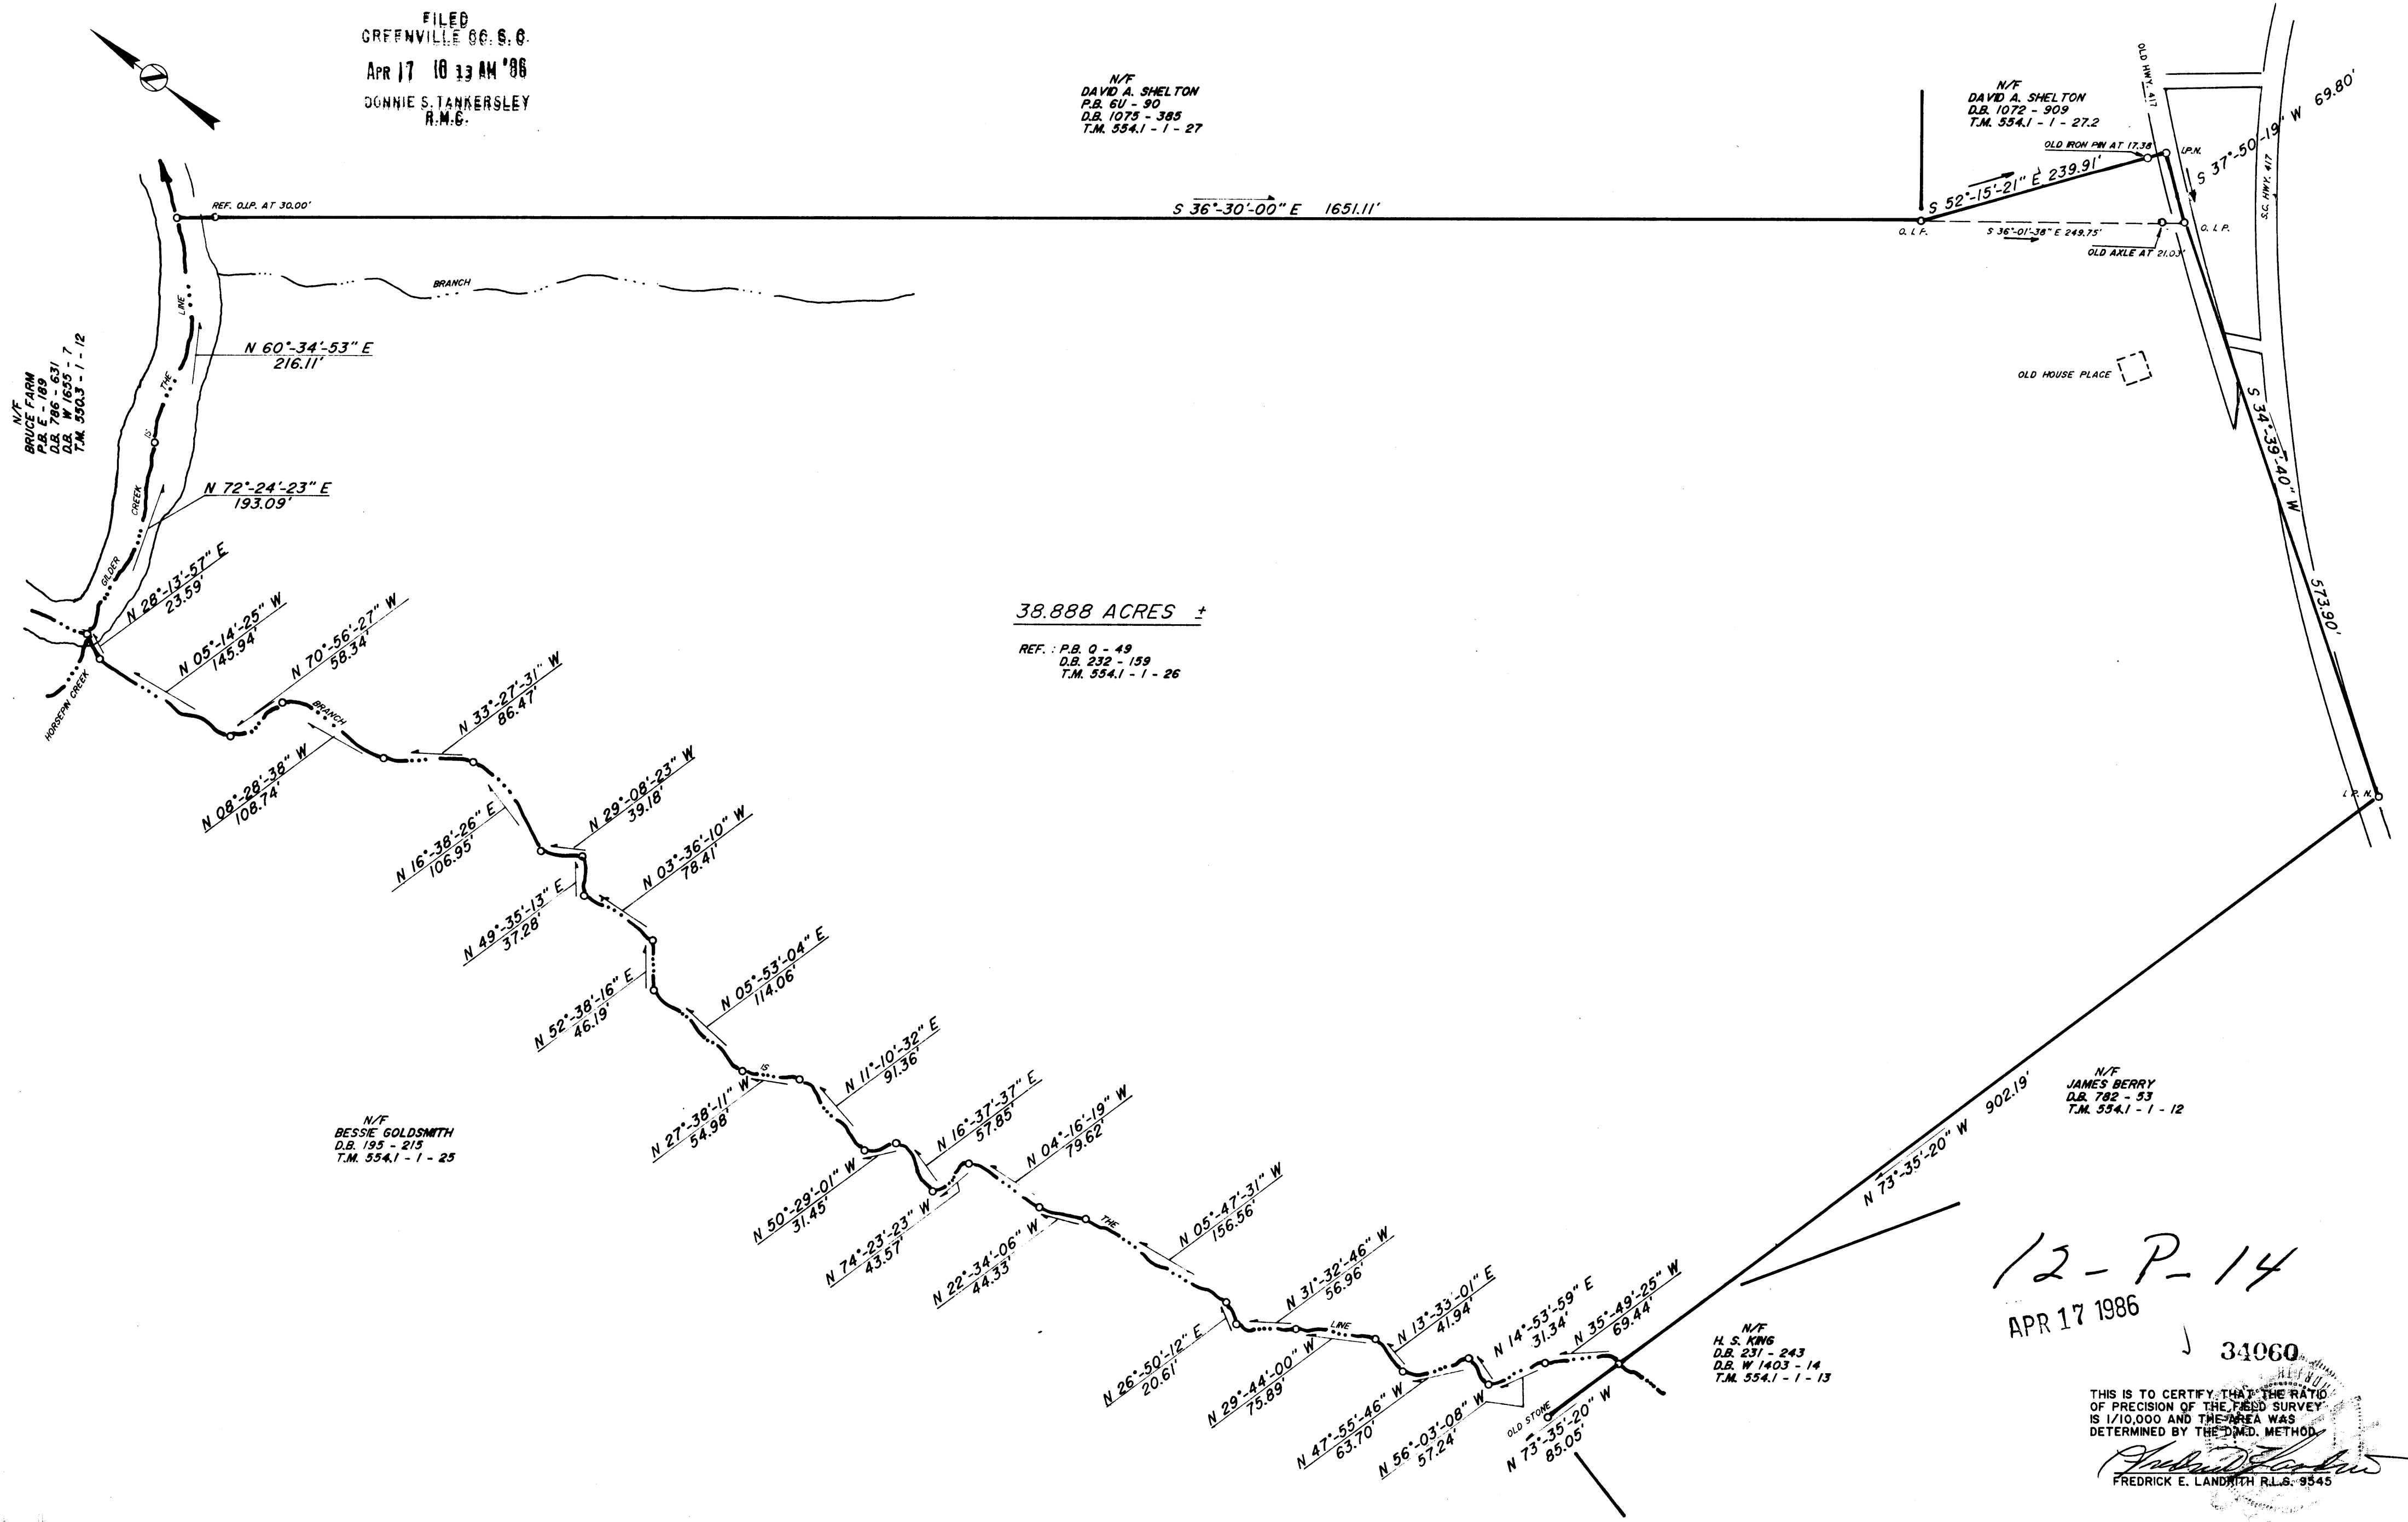 FILED
GREENVILLE CO. S. C.
APR 17 10 13 AM '86
DONNIE S. TANKERSLEY
R.M.C.
N/F
DAVID A. SHELTON
P.B. 6U - 90
D.B. 1075 - 385
T.M. 554.1 - 1 - 27
N/F
DAVID A. SHELTON
D.B. 1072 - 909
T.M. 554.1 - 1 - 27.2
OLD HWY. 417
S 37°-50'-19" W 69.80'
OLD IRON PIN AT 17.38
I.P.N.
S.C. HWY. 417
S 52°-15'-21" E 239.91'
REF. O.I.P. AT 30.00'
S 36°-30'-00" E 1651.11'
O. I. P.
S 36°-01'-38" E 249.75'
O. I. P.
OLD AXLE AT 21.03'
BRANCH
N/F
BRUCE FARM
P.B. E - 189
D.B. 786 - 631
D.B. W 1655 - 7
T.M. 550.3 - 1 - 12
LINE
THE
IS
CREEK
GILDER
N 60°-34'-53" E
216.11'
OLD HOUSE PLACE
S 34°-39'-40" W
573.90'
N 72°-24'-23" E
193.09'
N 28°-13'-57" E
23.59'
N 05°-14'-25" W
145.94'
N 70°-56'-27" W
58.34'
HORSEPIN CREEK
BRANCH
38.888 ACRES ±
REF. : P.B. Q - 49
D.B. 232 - 159
T.M. 554.1 - 1 - 26
N 33°-27'-31" W
86.47'
N 08°-28'-38" W
108.74'
N 29°-08'-23" W
39.18'
I. P. N.
N 16°-38'-26" E
106.95'
N 03°-36'-10" W
78.41'
N 49°-35'-13" E
37.28'
N 05°-53'-04" E
114.06'
N 52°-38'-16" E
46.19'
IS
N 11°-10'-32" E
91.36'
N 27°-38'-11" W
54.98'
N 16°-37'-37" E
57.85'
N/F
BESSIE GOLDSMITH
D.B. 195 - 215
T.M. 554.1 - 1 - 25
N 04°-16'-19" W
79.62'
N 50°-29'-01" W
31.45'
N 74°-23'-23" W
43.57'
THE
N 22°-34'-06" W
44.33'
N 05°-47'-31" W
156.56'
N 73°-35'-20" W 902.19'
N/F
JAMES BERRY
D.B. 782 - 53
T.M. 554.1 - 1 - 12
N 31°-32'-46" W
56.96'
LINE
N 13°-33'-01" E
41.94'
N 14°-53'-59" E
31.34'
N 35°-49'-25" W
69.44'
N 26°-50'-12" E
20.61'
N 29°-44'-00" W
75.89'
N 47°-55'-46" W
63.70'
N 56°-03'-08" W
57.24'
OLD STONE
N 73°-35'-20" W
85.05'
N/F
H. S. KING
D.B. 231 - 243
D.B. W 1403 - 14
T.M. 554.1 - 1 - 13
12 - P - 14
APR 17 1986
34060
THIS IS TO CERTIFY THAT THE RATIO
OF PRECISION OF THE FIELD SURVEY
IS 1/10,000 AND THE AREA WAS
DETERMINED BY THE D.M.D. METHOD.
FREDRICK E. LANDRITH R.L.S. 9545